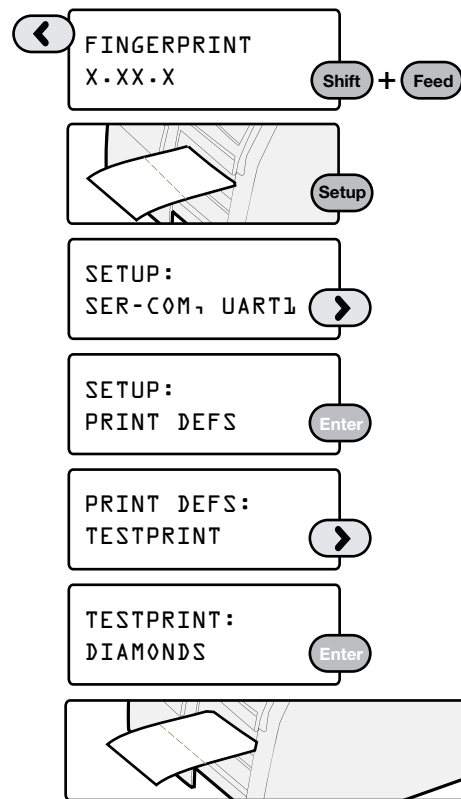 FINGERPRINT
X.XX.X
Shift + Feed
Setup
SETUP:
SER-COM, UART1
SETUP:
PRINT DEFS
Enter
PRINT DEFS:
TESTPRINT
TESTPRINT:
DIAMONDS
Enter